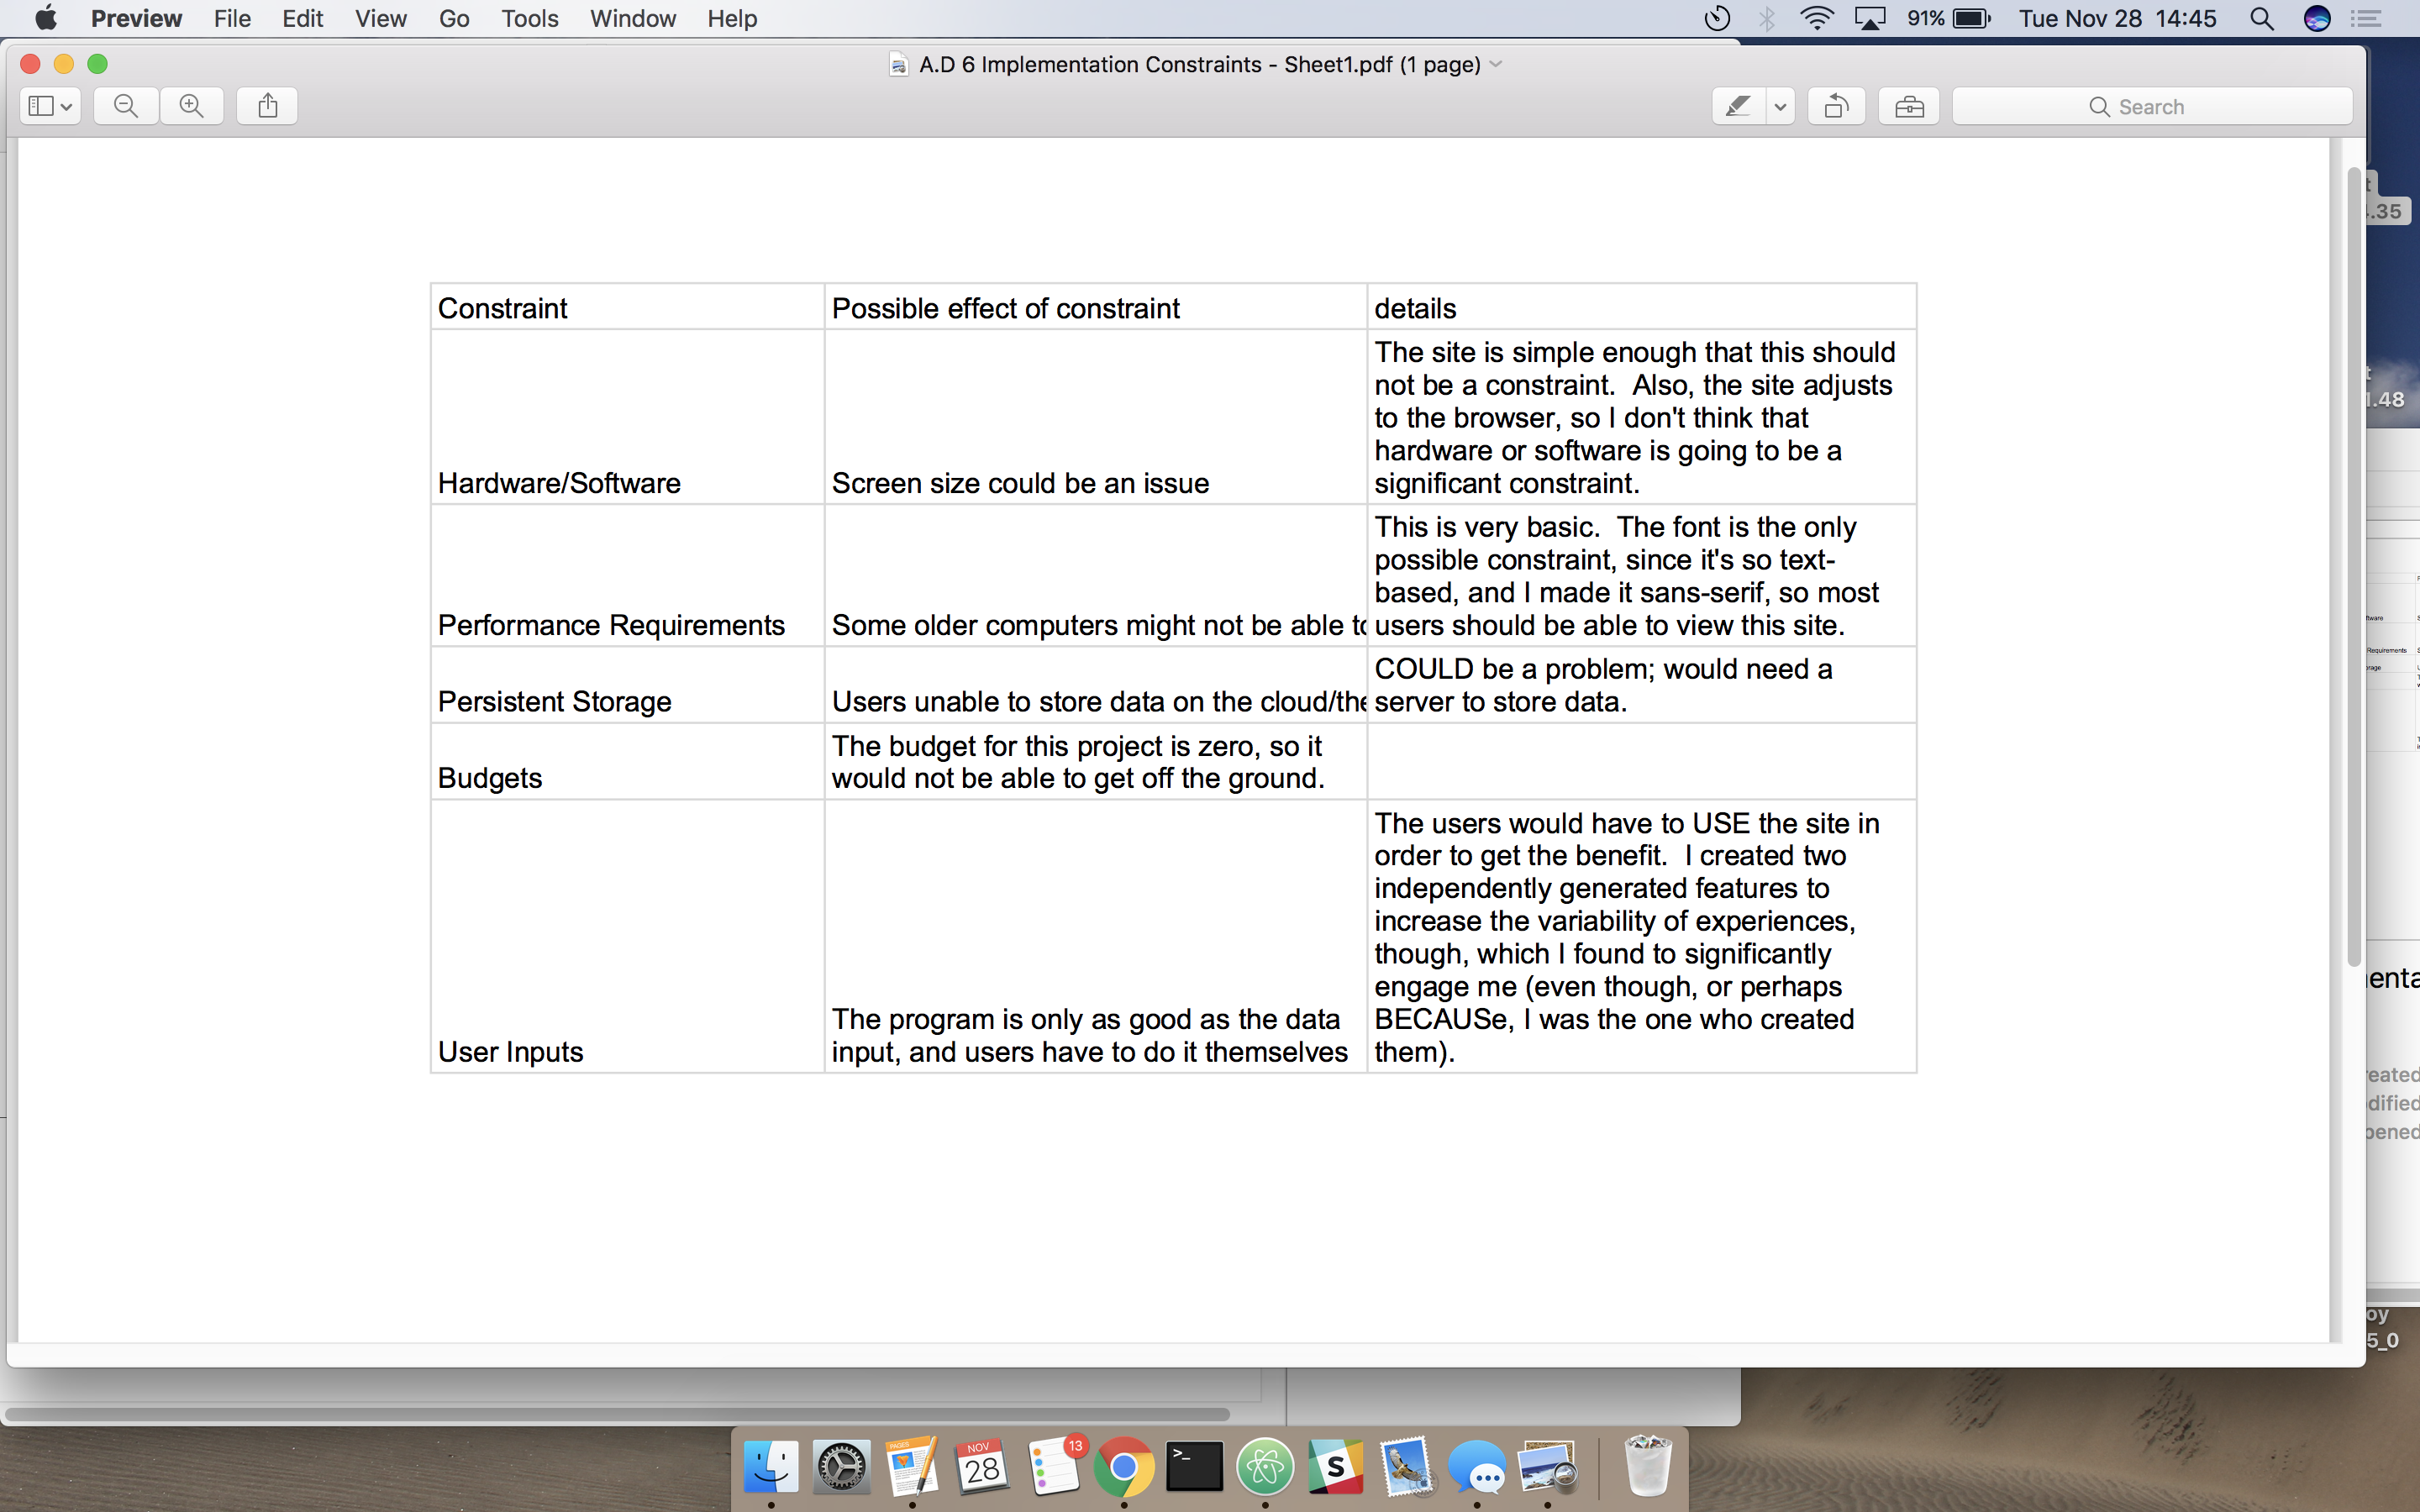 Preview File Edit View Go Tools Window Help 91% Tue Nov 28 14:45
A.D 6 Implementation Constraints - Sheet1.pdf (1 page)
Search
.35
.48
Constraint Possible effect of constraint details
The site is simple enough that this should
not be a constraint. Also, the site adjusts
to the browser, so I don't think that
hardware or software is going to be a
Hardware/Software Screen size could be an issue significant constraint.
This is very basic. The font is the only
possible constraint, since it's so text-
based, and I made it sans-serif, so most
Performance Requirements Some older computers might not be able to users should be able to view this site.
COULD be a problem; would need a
Persistent Storage Users unable to store data on the cloud/the server to store data.
The budget for this project is zero, so it
Budgets would not be able to get off the ground.
The users would have to USE the site in
order to get the benefit. I created two
independently generated features to
increase the variability of experiences,
though, which I found to significantly
engage me (even though, or perhaps
The program is only as good as the data BECAUSe, I was the one who created
User Inputs input, and users have to do it themselves them).
Requirements
enta
eated
dified
pened
oy
5_0
PAGES
NOV
28
13
>_
S